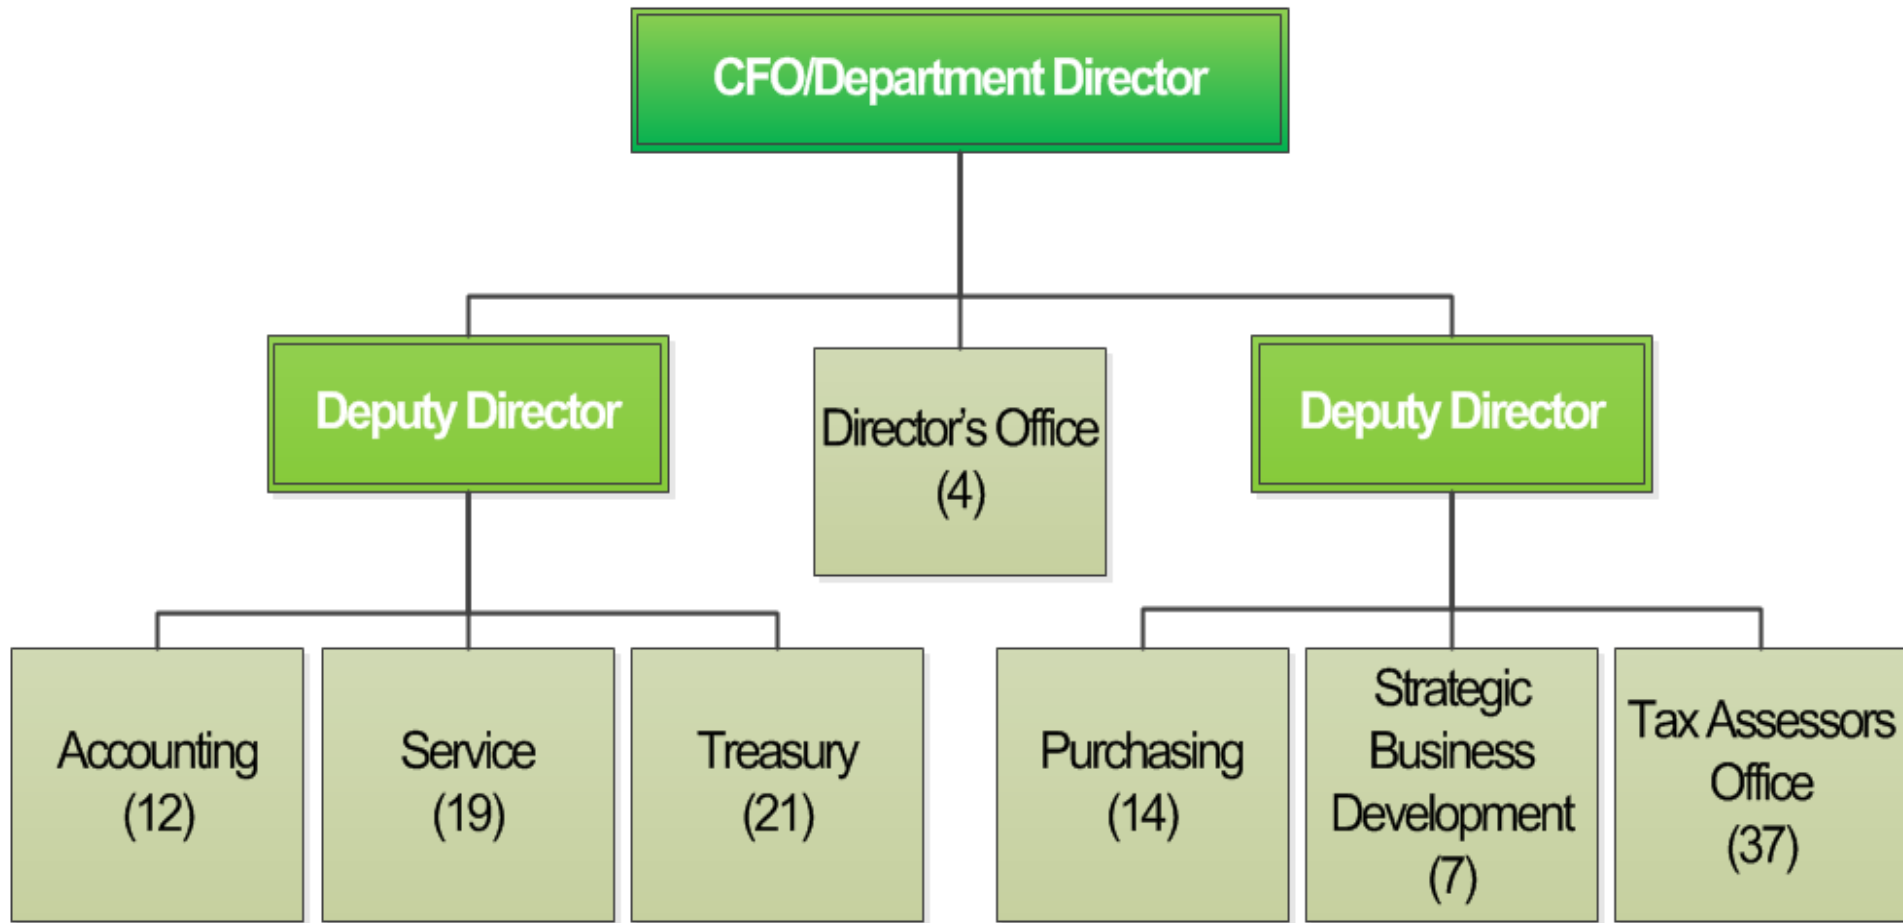 CFO/Department Director
Deputy Director
Director’s Office
(4)
Deputy Director
Accounting
(12)
Service
(19)
Treasury
(21)
Purchasing
(14)
Strategic
Business
Development
(7)
Tax Assessors
Office
(37)